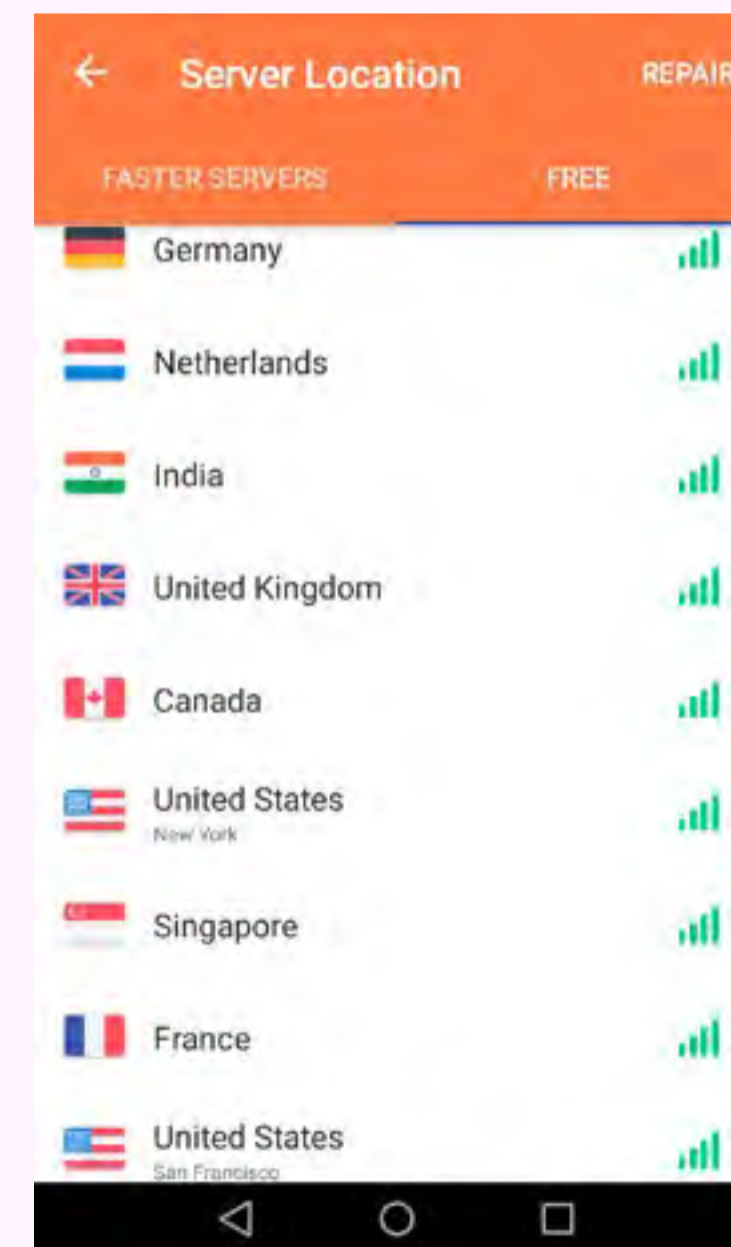 Server Location
REPAIR
FASTER SERVERS
FREE
Germany
Netherlands
India
United Kingdom
Canada
United States
New York
Singapore
France
United States
San Francisco